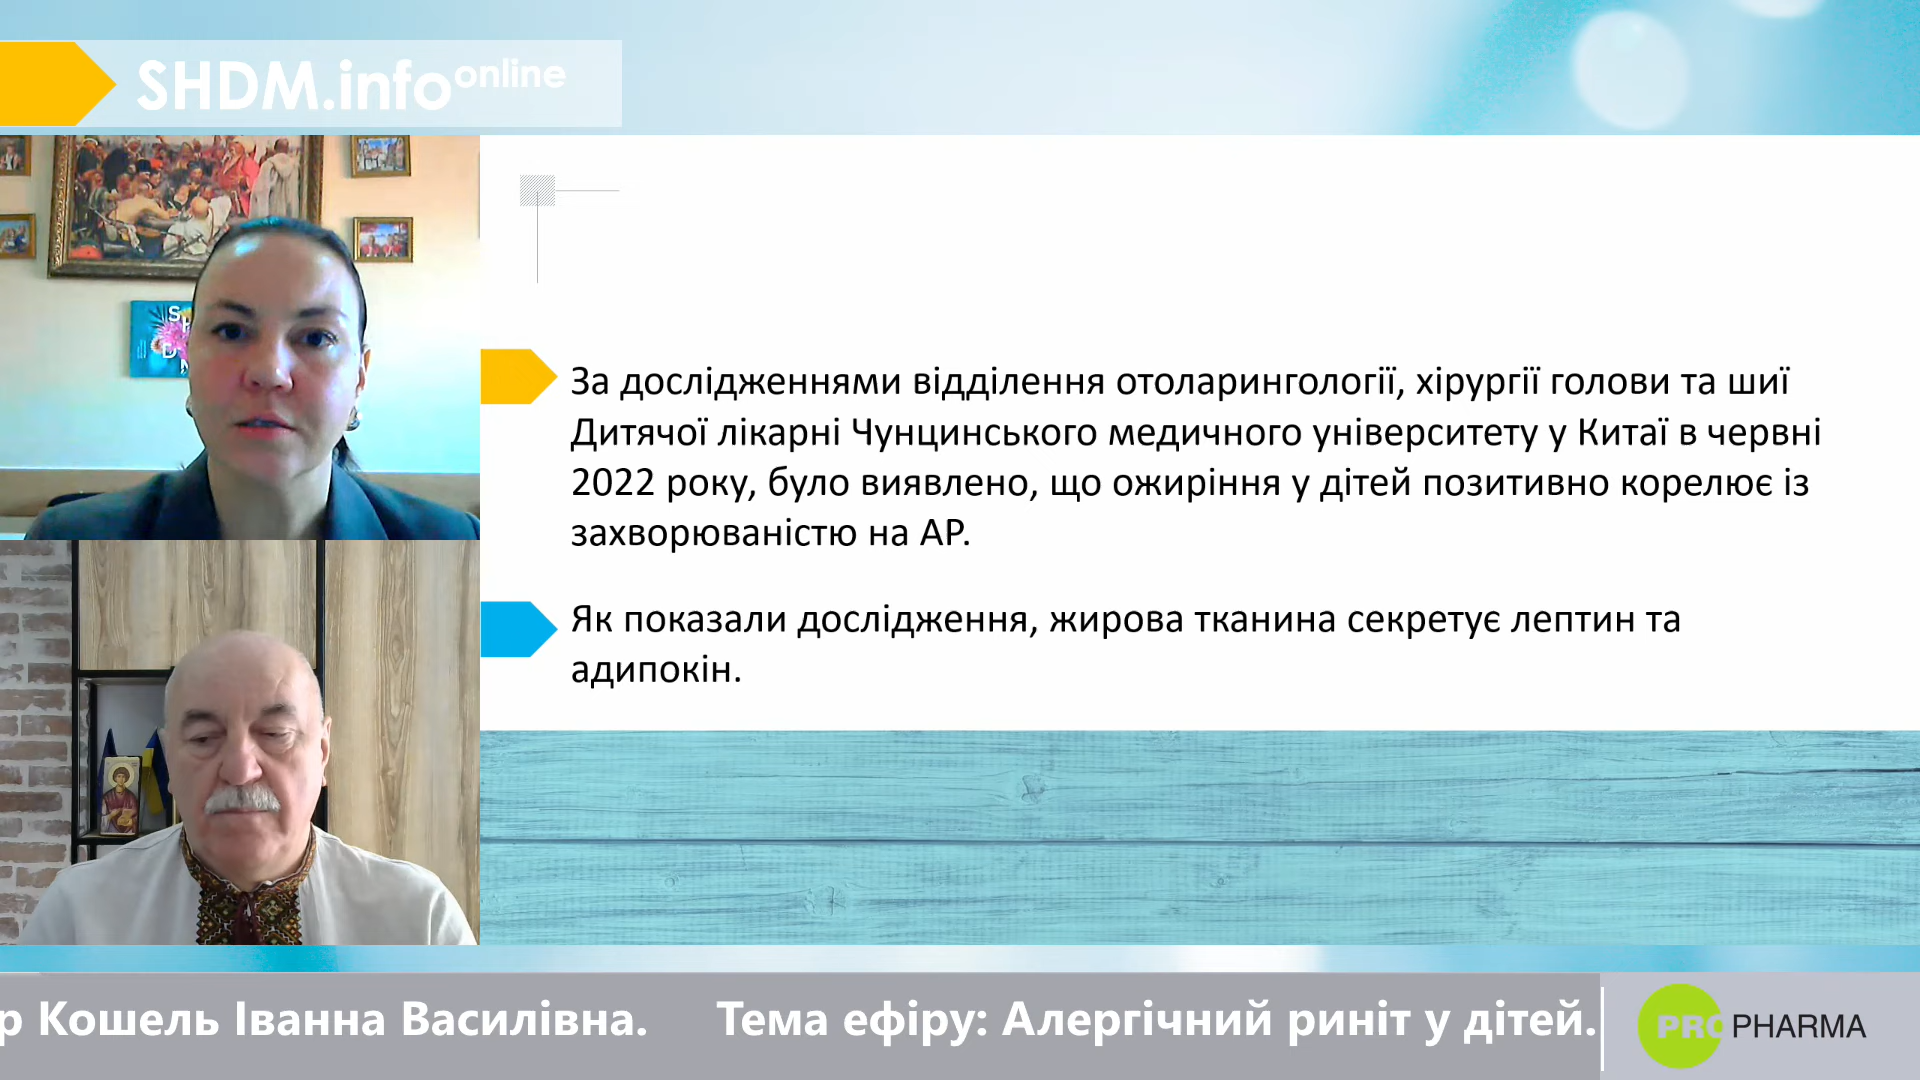 SHDM.info online
S
H
D
За дослідженнями відділення отоларингології, хірургії голови та шиї
Дитячої лікарні Чунцинського медичного університету у Китаї в червні
2022 року, було виявлено, що ожиріння у дітей позитивно корелює із
захворюваністю на АР.
Як показали дослідження, жирова тканина секретує лептин та
адипокін.
р Кошель Іванна Василівна. Тема ефіру: Алергічний риніт у дітей.
PRO PHARMA